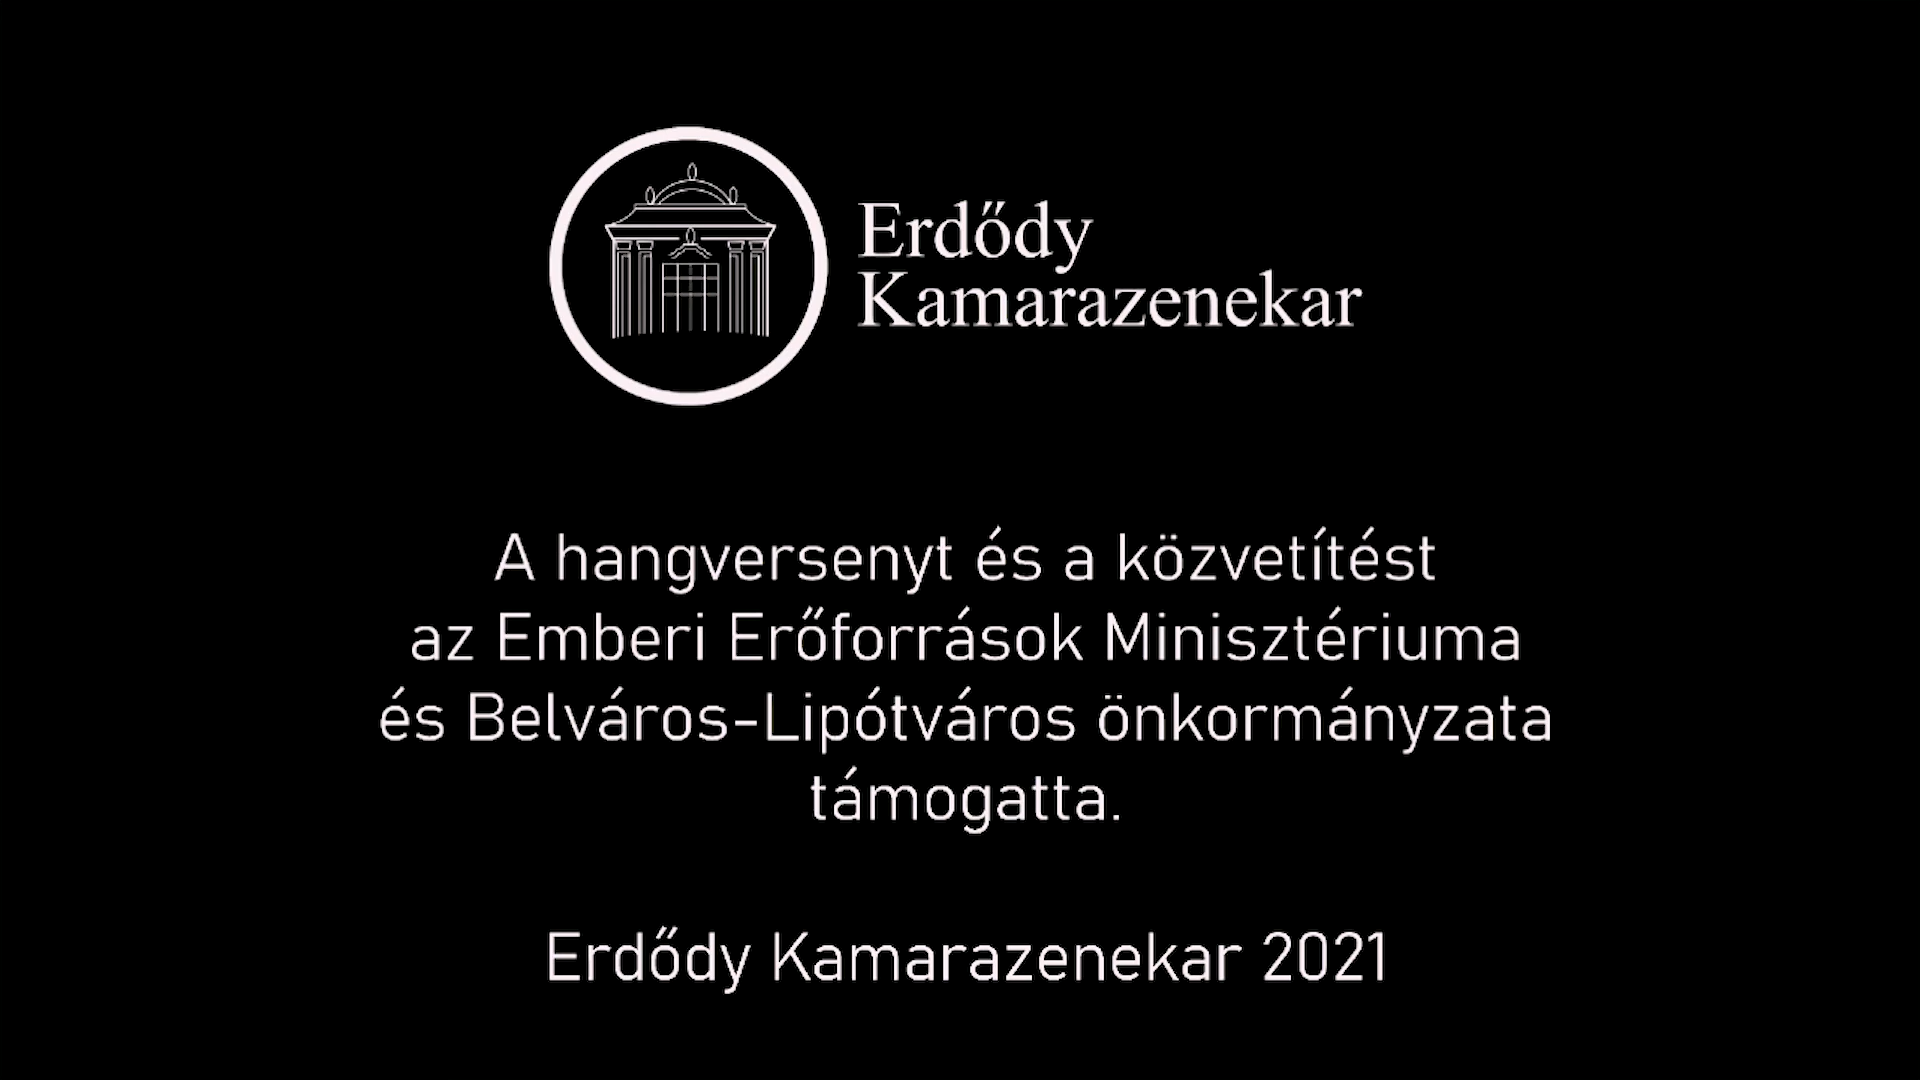 Erdődy
Kamarazenekar
A hangversenyt és a közvetítést
az Emberi Erőforrások Minisztériuma
és Belváros-Lipótváros önkormányzata
támogatta.
Erdődy Kamarazenekar 2021